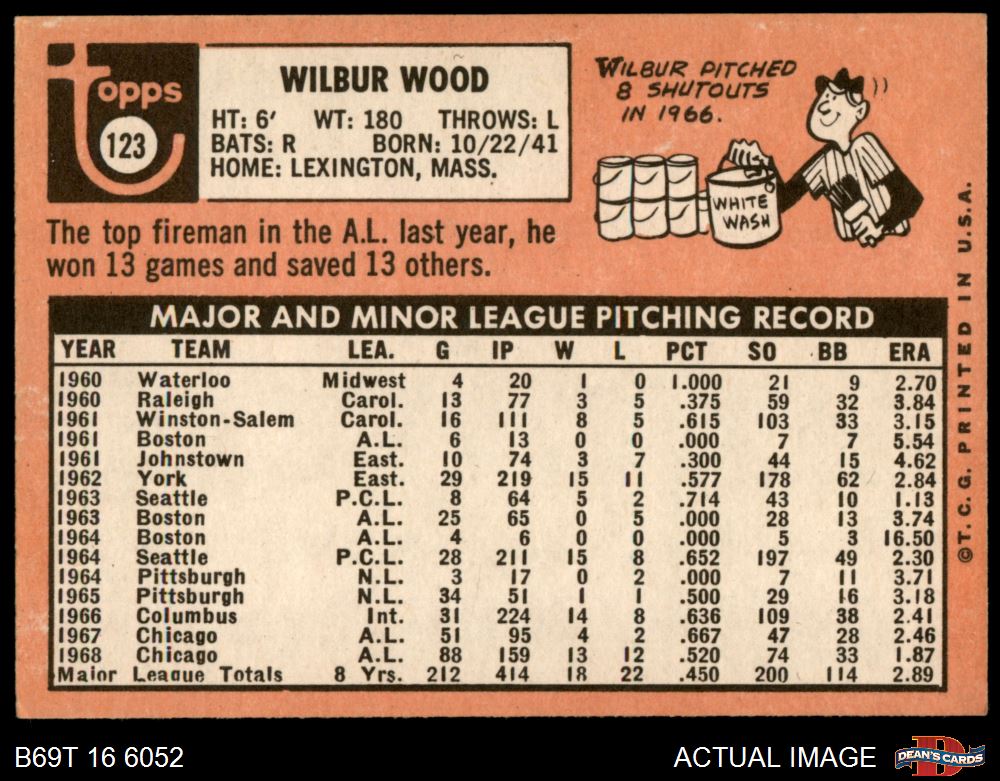 topps
123
WILBUR WOOD
HT: 6′ WT: 180 THROWS: L
BATS: R BORN: 10/22/41
HOME: LEXINGTON, MASS.
WILBUR PITCHED
8 SHUTOUTS
IN 1966.
WHITE
WASH
The top fireman in the A.L. last year, he
won 13 games and saved 13 others.
MAJOR AND MINOR LEAGUE PITCHING RECORD
YEAR TEAM LEA. G IP W L PCT SO BB ERA
1960 Waterloo Midwest 4 20 1 0 1.000 21 9 2.70
1960 Raleigh Carol. 13 77 3 5 .375 59 32 3.84
1961 Winston-Salem Carol. 16 111 8 5 .615 103 33 3.15
1961 Boston A.L. 6 13 0 0 .000 7 7 5.54
1961 Johnstown East. 10 74 3 7 .300 44 15 4.62
1962 York East. 29 219 15 11 .577 178 62 2.84
1963 Seattle P.C.L. 8 64 5 2 .714 43 10 1.13
1963 Boston A.L. 25 65 0 5 .000 28 13 3.74
1964 Boston A.L. 4 6 0 0 .000 5 3 16.50
1964 Seattle P.C.L. 28 211 15 8 .652 197 49 2.30
1964 Pittsburgh N.L. 3 17 0 2 .000 7 11 3.71
1965 Pittsburgh N.L. 34 51 1 1 .500 29 16 3.18
1966 Columbus Int. 31 224 14 8 .636 109 38 2.41
1967 Chicago A.L. 51 95 4 2 .667 47 28 2.46
1968 Chicago A.L. 88 159 13 12 .520 74 33 1.87
Major League Totals 8 Yrs. 212 414 18 22 .450 200 114 2.89
©T.C.G. PRINTED IN U.S.A.
B69T 16 6052
ACTUAL IMAGE
D
DEAN'S CARDS